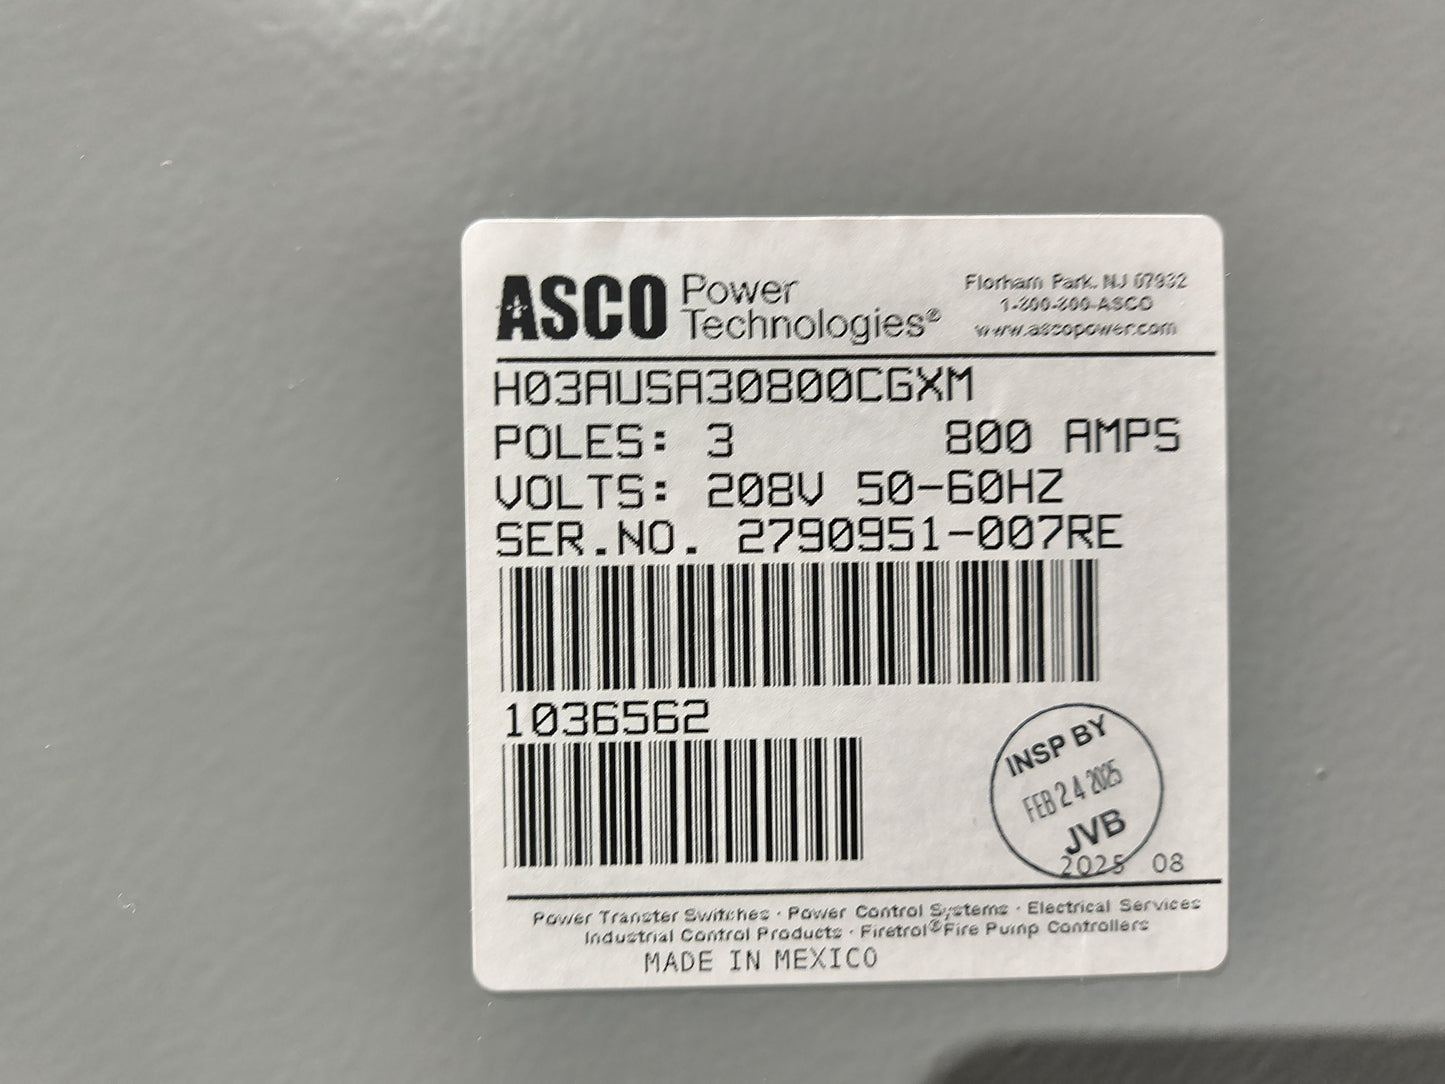 ASCO Power Technologies®
Florham Park, NJ 07932
1-800-800-ASCO
www.ascopower.com
H03AUSA30800CGXM
POLES: 3 800 AMPS
VOLTS: 208V 50-60HZ
SER.NO. 2790951-007RE
1036562
INSP BY
FEB 24 2025
JVB
2025 08
Power Transfer Switches · Power Control Systems · Electrical Services
Industrial Control Products · Firetrol® Fire Pump Controllers
MADE IN MEXICO